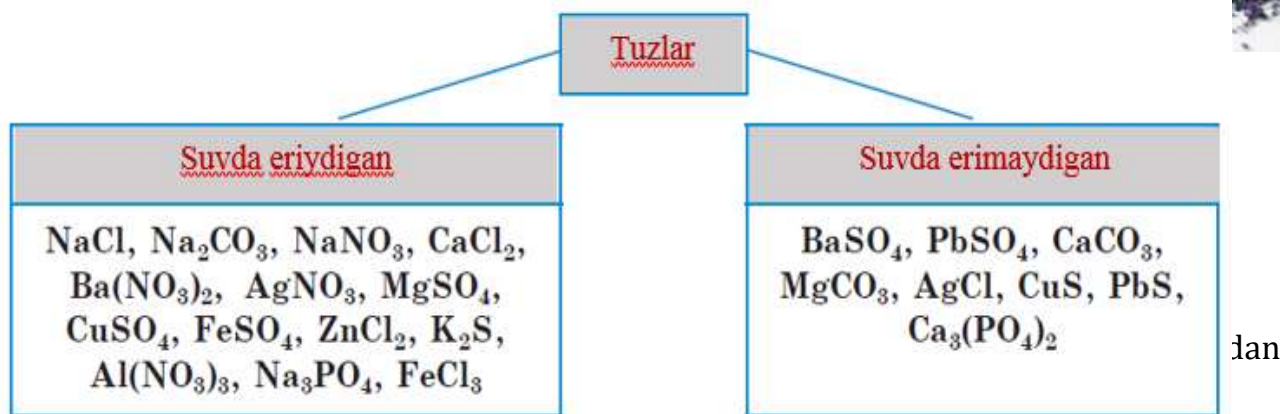 Tuzlar
Suvda eriydigan
NaCl, Na₂CO₃, NaNO₃, CaCl₂,
Ba(NO₃)₂, AgNO₃, MgSO₄,
CuSO₄, FeSO₄, ZnCl₂, K₂S,
Al(NO₃)₃, Na₃PO₄, FeCl₃
Suvda erimaydigan
BaSO₄, PbSO₄, CaCO₃,
MgCO₃, AgCl, CuS, PbS,
Ca₃(PO₄)₂
dan